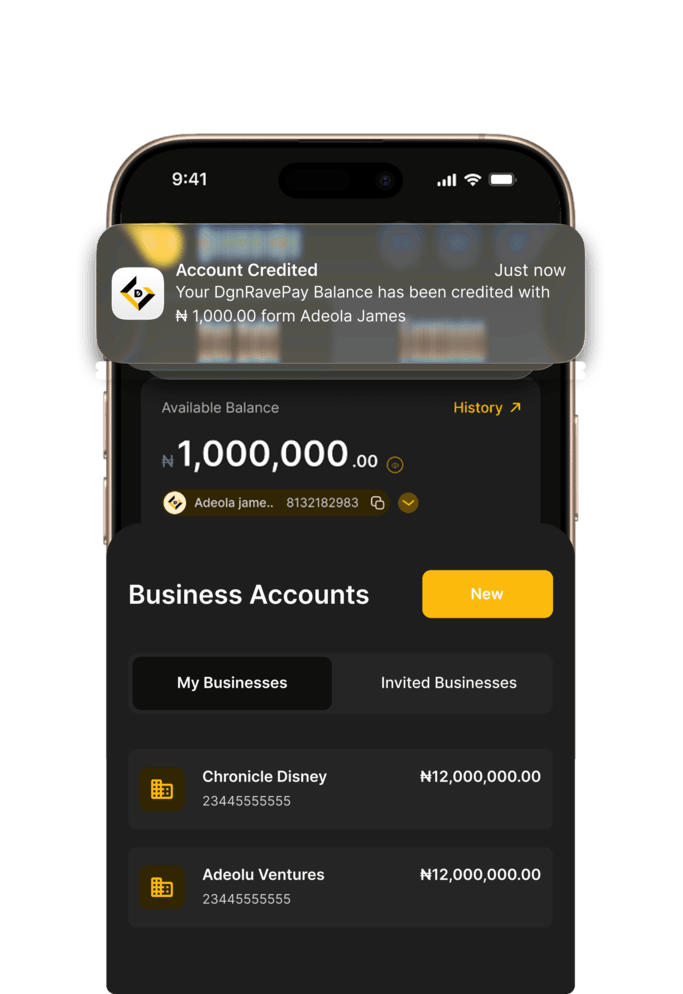 9:41
Account Credited Just now
Your DgnRavePay Balance has been credited with
₦ 1,000.00 form Adeola James
Available Balance History
₦1,000,000.00
Adeola jame.. 8132182983
Business Accounts New
My Businesses Invited Businesses
Chronicle Disney ₦12,000,000.00
23445555555
Adeolu Ventures ₦12,000,000.00
23445555555